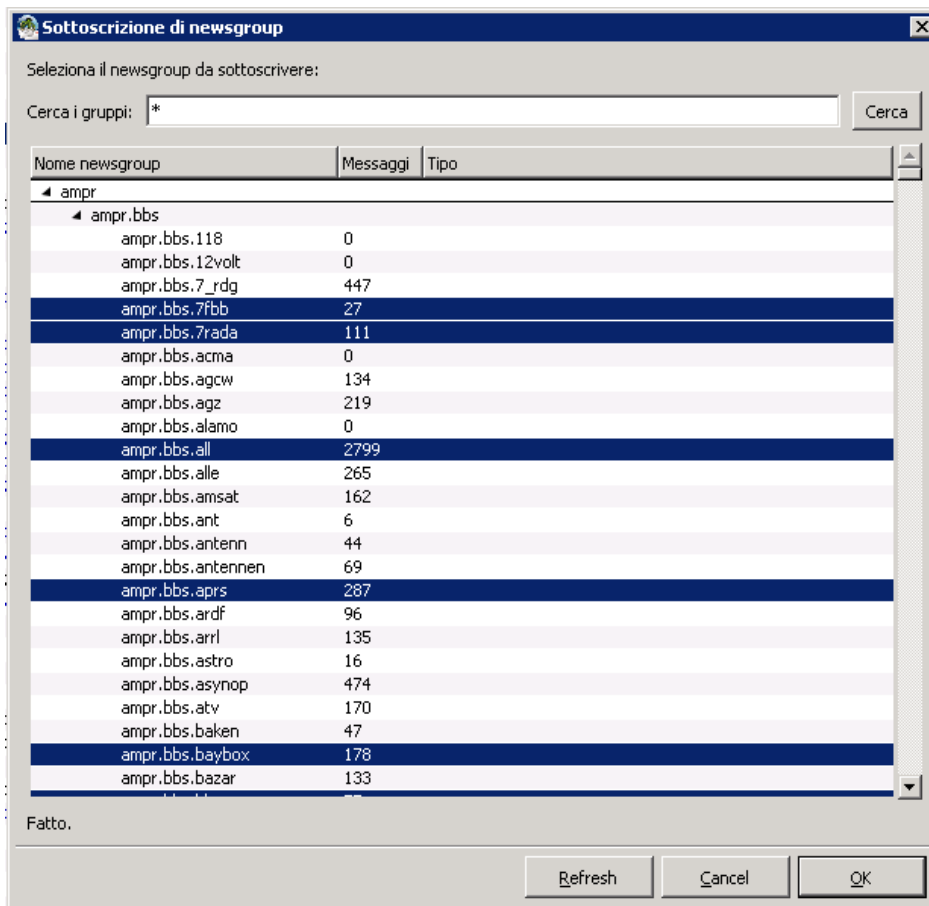 Sottoscrizione di newsgroup
Seleziona il newsgroup da sottoscrivere:
Cerca i gruppi: * Cerca
Nome newsgroup Messaggi Tipo
ampr
ampr.bbs
ampr.bbs.118 0
ampr.bbs.12volt 0
ampr.bbs.7_rdg 447
ampr.bbs.7fbb 27
ampr.bbs.7rada 111
ampr.bbs.acma 0
ampr.bbs.agcw 134
ampr.bbs.agz 219
ampr.bbs.alamo 0
ampr.bbs.all 2799
ampr.bbs.alle 265
ampr.bbs.amsat 162
ampr.bbs.ant 6
ampr.bbs.antenn 44
ampr.bbs.antennen 69
ampr.bbs.aprs 287
ampr.bbs.ardf 96
ampr.bbs.arrl 135
ampr.bbs.astro 16
ampr.bbs.asynop 474
ampr.bbs.atv 170
ampr.bbs.baken 47
ampr.bbs.baybox 178
ampr.bbs.bazar 133
Fatto.
Refresh Cancel OK